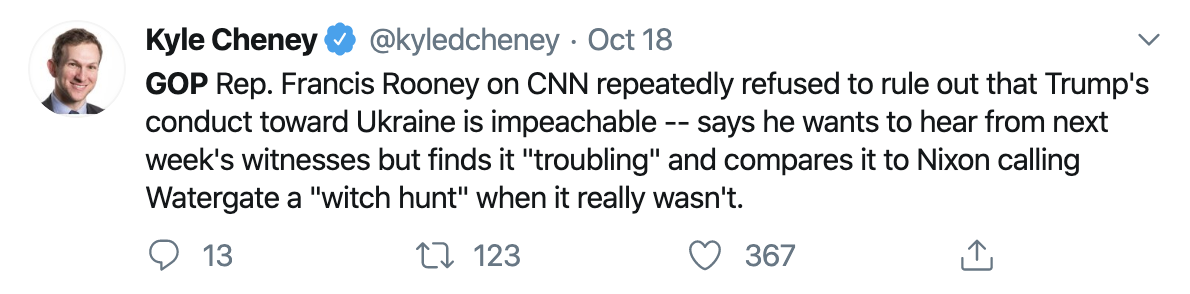 Kyle Cheney @kyledcheney · Oct 18
GOP Rep. Francis Rooney on CNN repeatedly refused to rule out that Trump's
conduct toward Ukraine is impeachable -- says he wants to hear from next
week's witnesses but finds it "troubling" and compares it to Nixon calling
Watergate a "witch hunt" when it really wasn't.
13 123 367